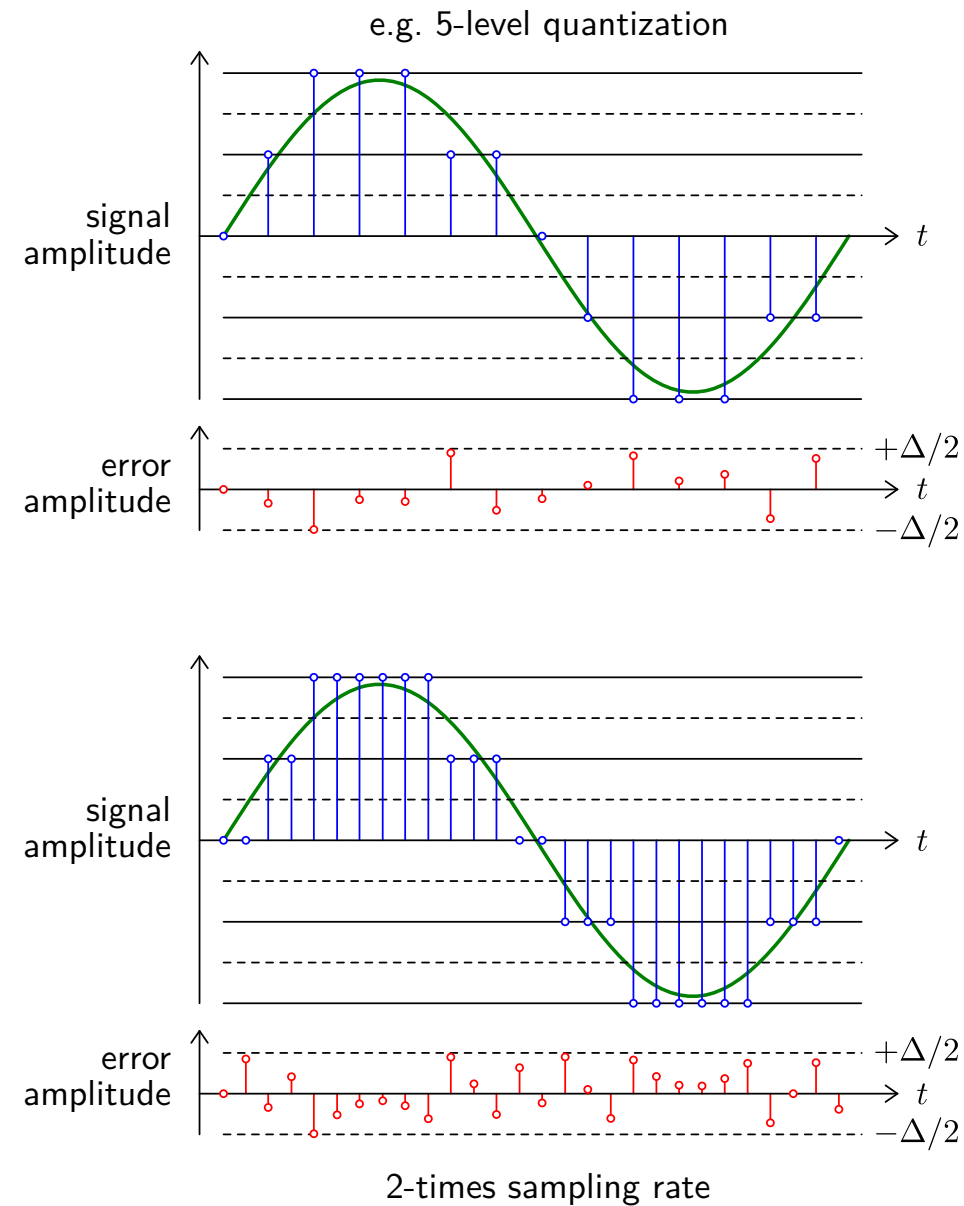 e.g. 5-level quantization
signal
amplitude
t
error
amplitude
+Δ/2
t
−Δ/2
signal
amplitude
t
error
amplitude
+Δ/2
t
−Δ/2
2-times sampling rate